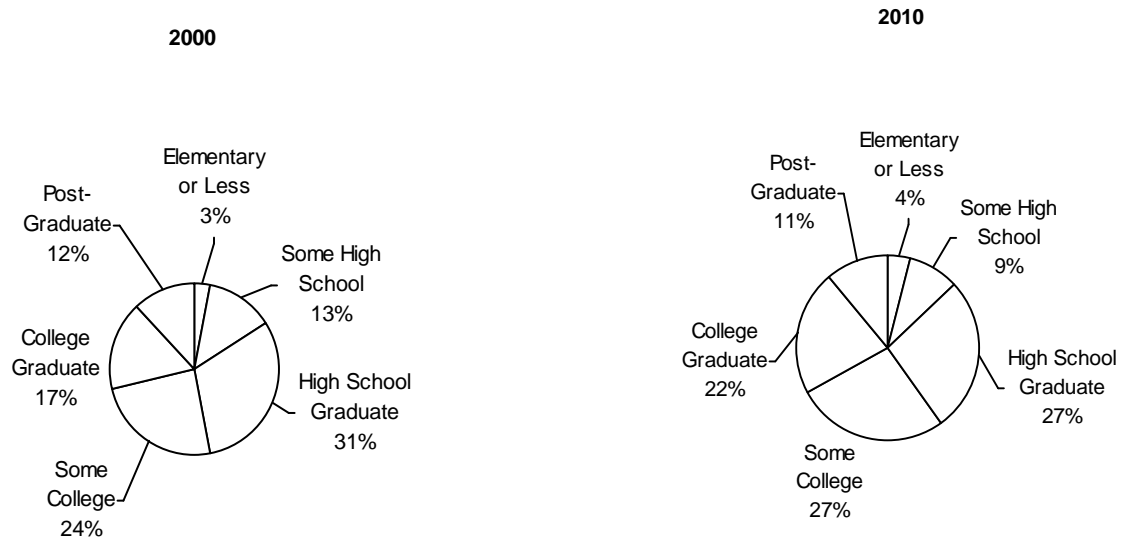 2000
Elementary
or Less
3%
Some High
School
13%
High School
Graduate
31%
Some
College
24%
College
Graduate
17%
Post-
Graduate
12%
2010
Elementary
or Less
4%
Some High
School
9%
High School
Graduate
27%
Some
College
27%
College
Graduate
22%
Post-
Graduate
11%